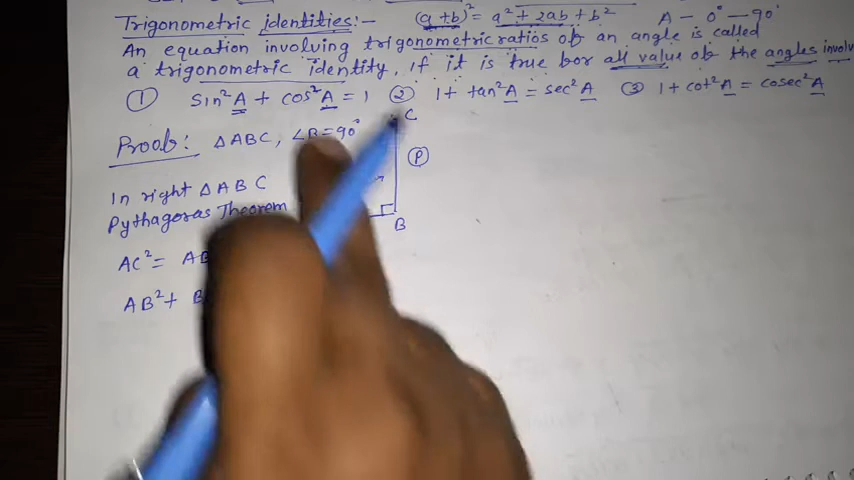 Trigonometric identities:- (a+b)² = a² + 2ab + b² A - 0° - 90°
An equation involving trigonometric ratios of an angle is called
a trigonometric identity, if it is true for all value of the angles involv
① sin²A + cos²A = 1 ② 1 + tan²A = sec²A ③ 1 + cot²A = cosec²A
C
Proof: △ABC, ∠B=90°
P
In right △ABC
Pythagoras Theorem
B
AC² = AB
AB² + B